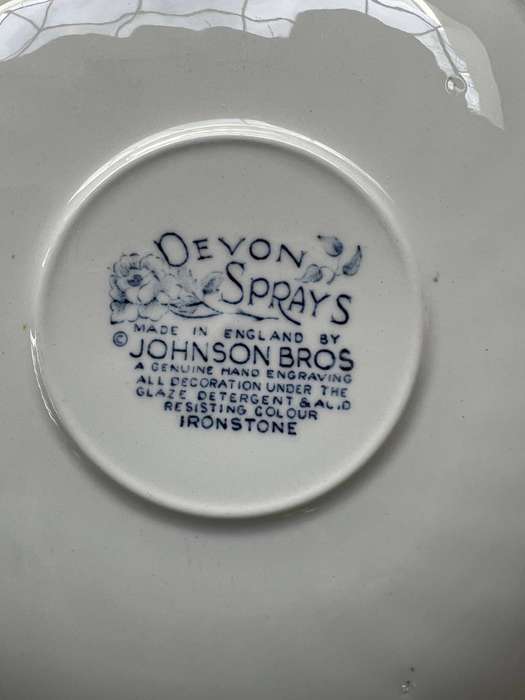 DEVON
SPRAYS
MADE IN ENGLAND BY
© JOHNSON BROS
A GENUINE HAND ENGRAVING
ALL DECORATION UNDER THE
GLAZE DETERGENT & ACID
RESISTING COLOUR
IRONSTONE